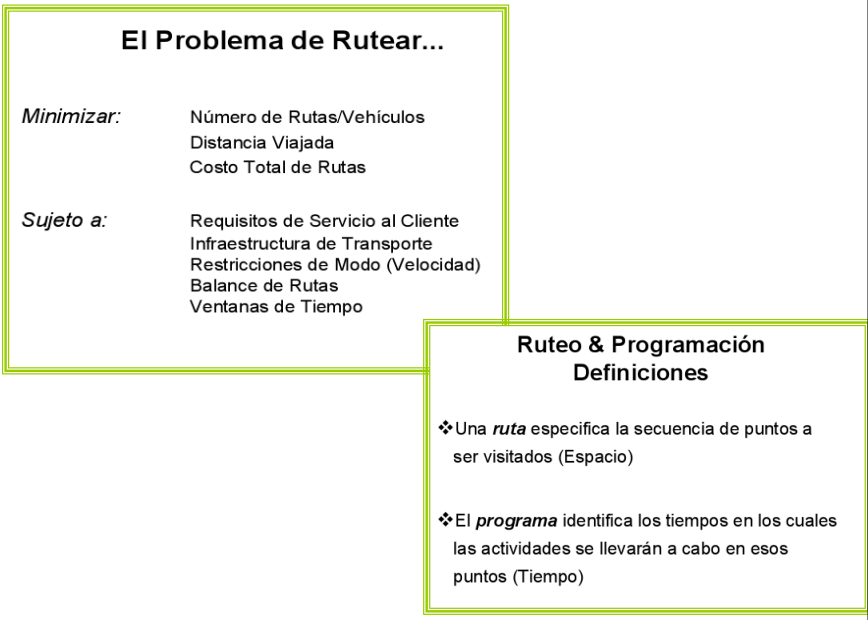 El Problema de Rutear...
Minimizar: Número de Rutas/Vehículos
Distancia Viajada
Costo Total de Rutas
Sujeto a: Requisitos de Servicio al Cliente
Infraestructura de Transporte
Restricciones de Modo (Velocidad)
Balance de Rutas
Ventanas de Tiempo
Ruteo & Programación
Definiciones
❖Una ruta especifica la secuencia de puntos a
ser visitados (Espacio)
❖El programa identifica los tiempos en los cuales
las actividades se llevarán a cabo en esos
puntos (Tiempo)